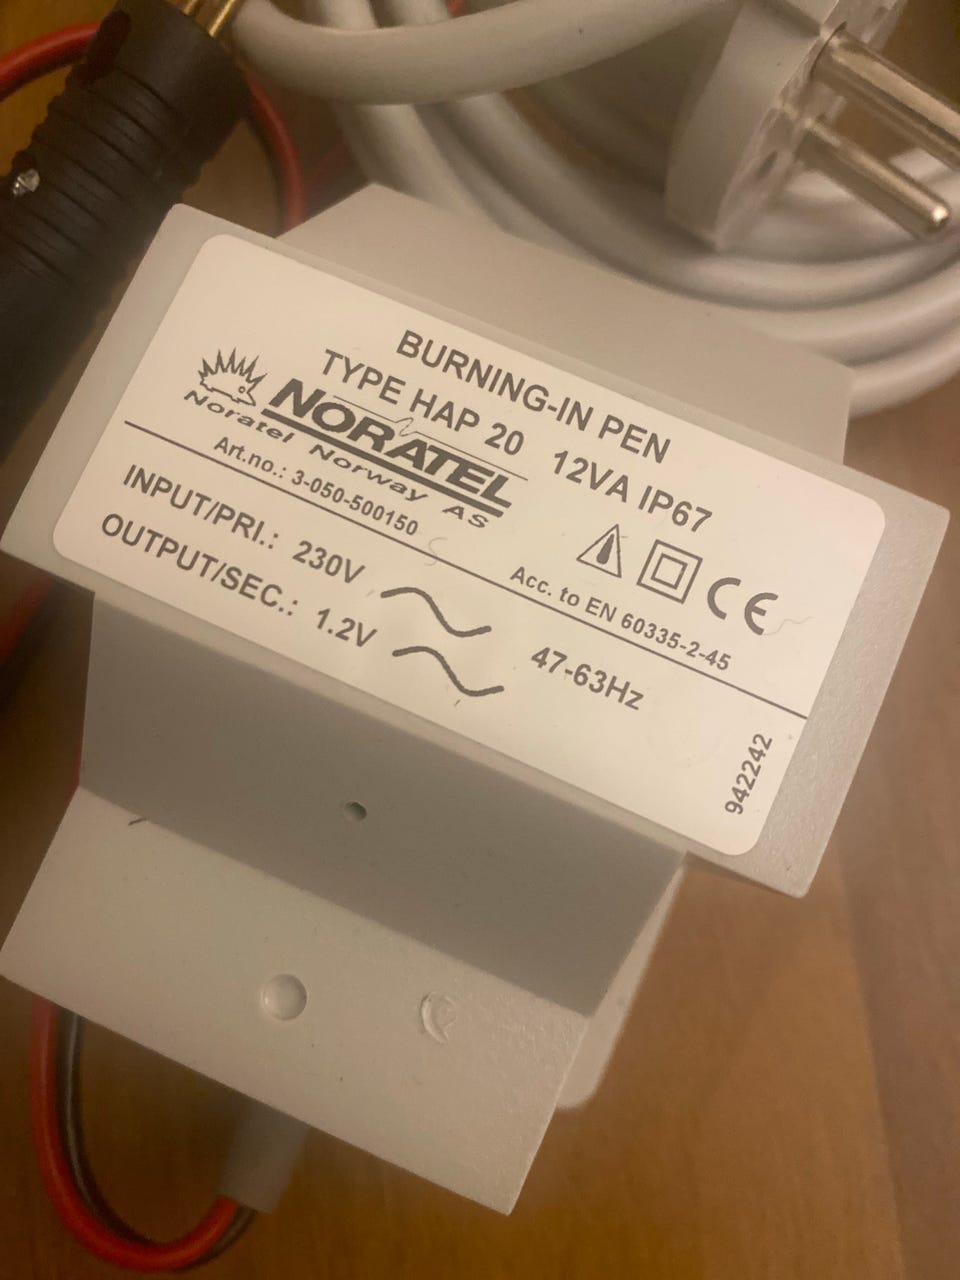 BURNING-IN PEN
TYPE HAP 20 12VA IP67
NORATEL
Noratel Norway AS
Art.no.: 3-050-500150
CE
Acc. to EN 60335-2-45
INPUT/PRI.: 230V 47-63Hz
OUTPUT/SEC.: 1.2V
942242